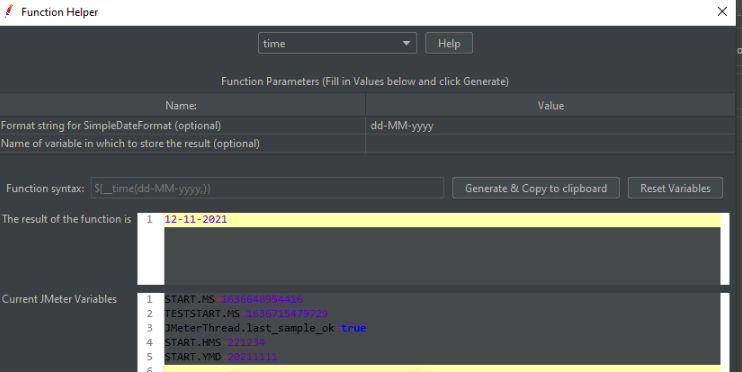 Function Helper
time Help
Function Parameters (Fill in Values below and click Generate)
Name: Value
Format string for SimpleDateFormat (optional) dd-MM-yyyy
Name of variable in which to store the result (optional)
Function syntax: ${__time(dd-MM-yyyy,)} Generate & Copy to clipboard Reset Variables
The result of the function is 1 12-11-2021
Current JMeter Variables 1 START.MS
2 TESTSTART.MS 1636715479729
3 JMeterThread.last_sample_ok true
4 START.HMS 221234
5 START.YMD 20211111
6